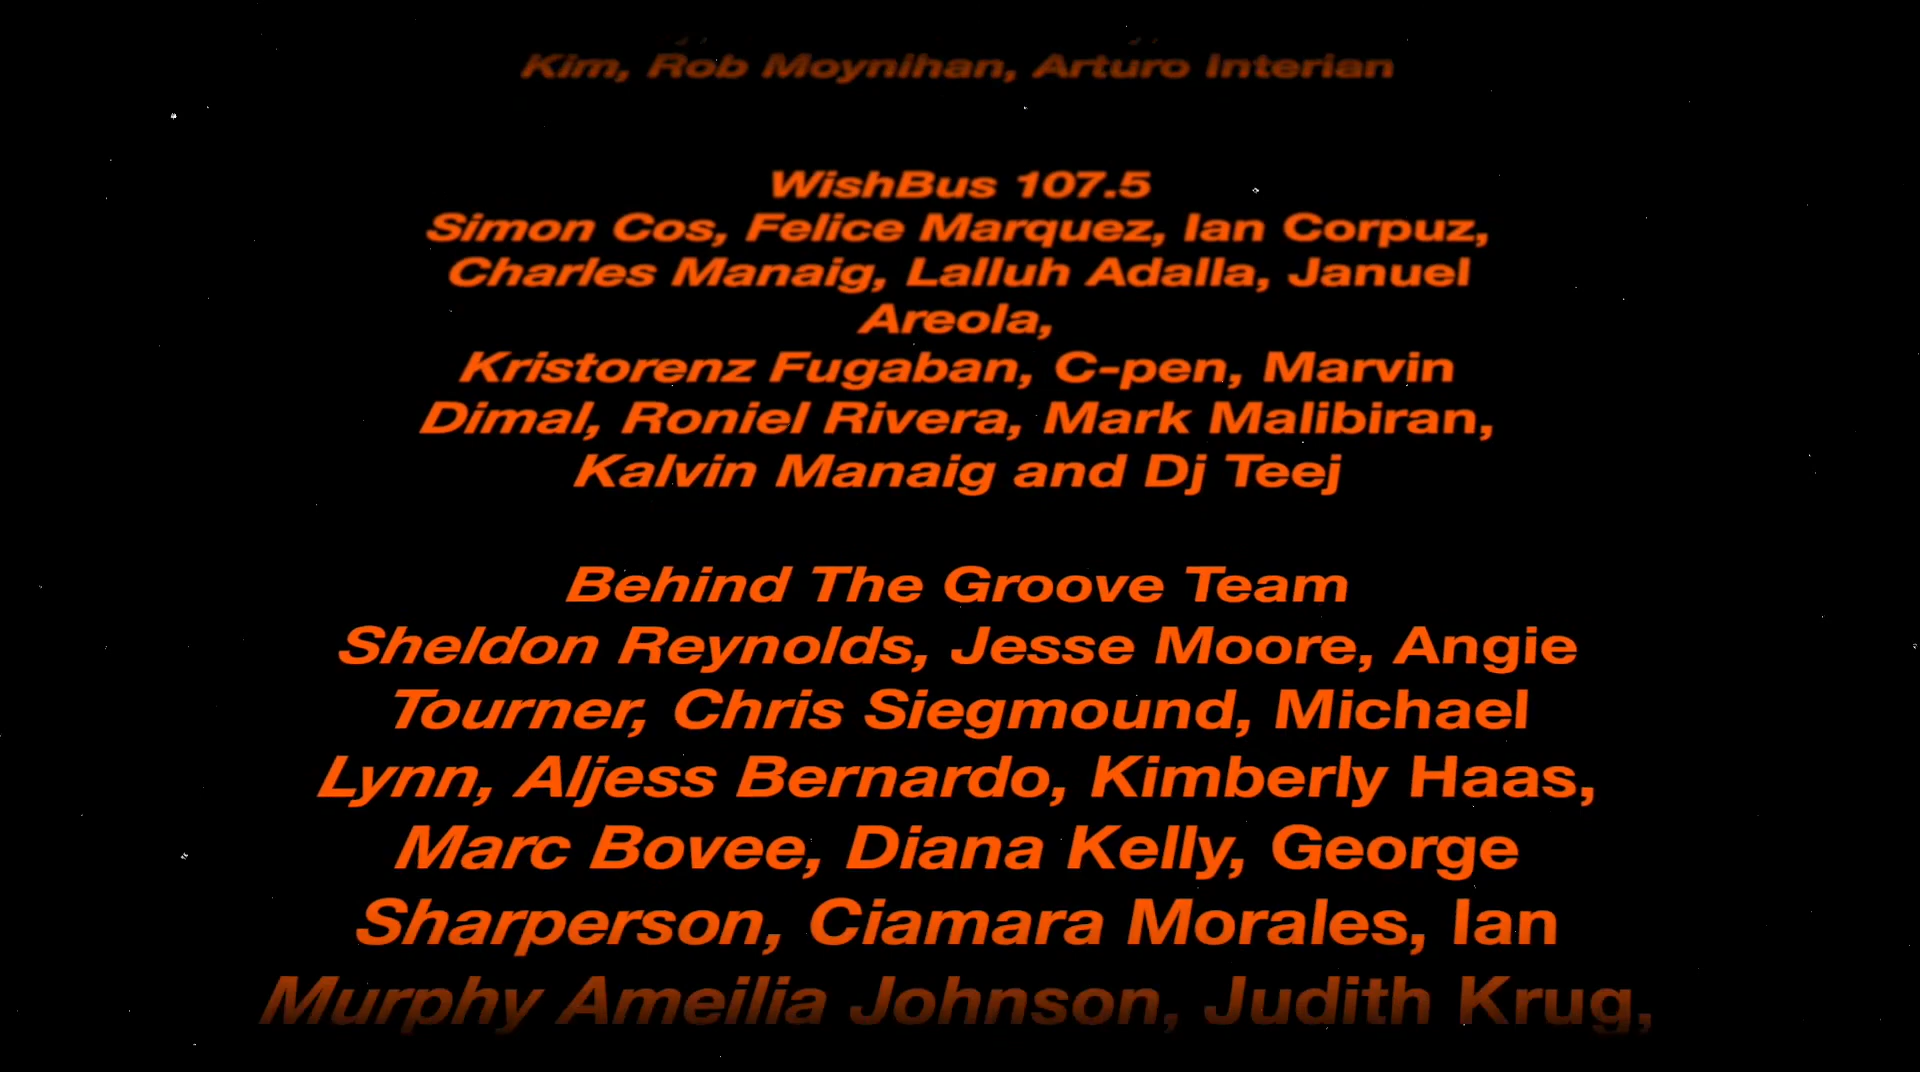 Kim, Rob Moynihan, Arturo Interian
WishBus 107.5
Simon Cos, Felice Marquez, Ian Corpuz,
Charles Manaig, Lalluh Adalla, Januel
Areola,
Kristorenz Fugaban, C-pen, Marvin
Dimal, Roniel Rivera, Mark Malibiran,
Kalvin Manaig and Dj Teej
Behind The Groove Team
Sheldon Reynolds, Jesse Moore, Angie
Tourner, Chris Siegmound, Michael
Lynn, Aljess Bernardo, Kimberly Haas,
Marc Bovee, Diana Kelly, George
Sharperson, Ciamara Morales, Ian
Murphy Ameilia Johnson, Judith Krug,